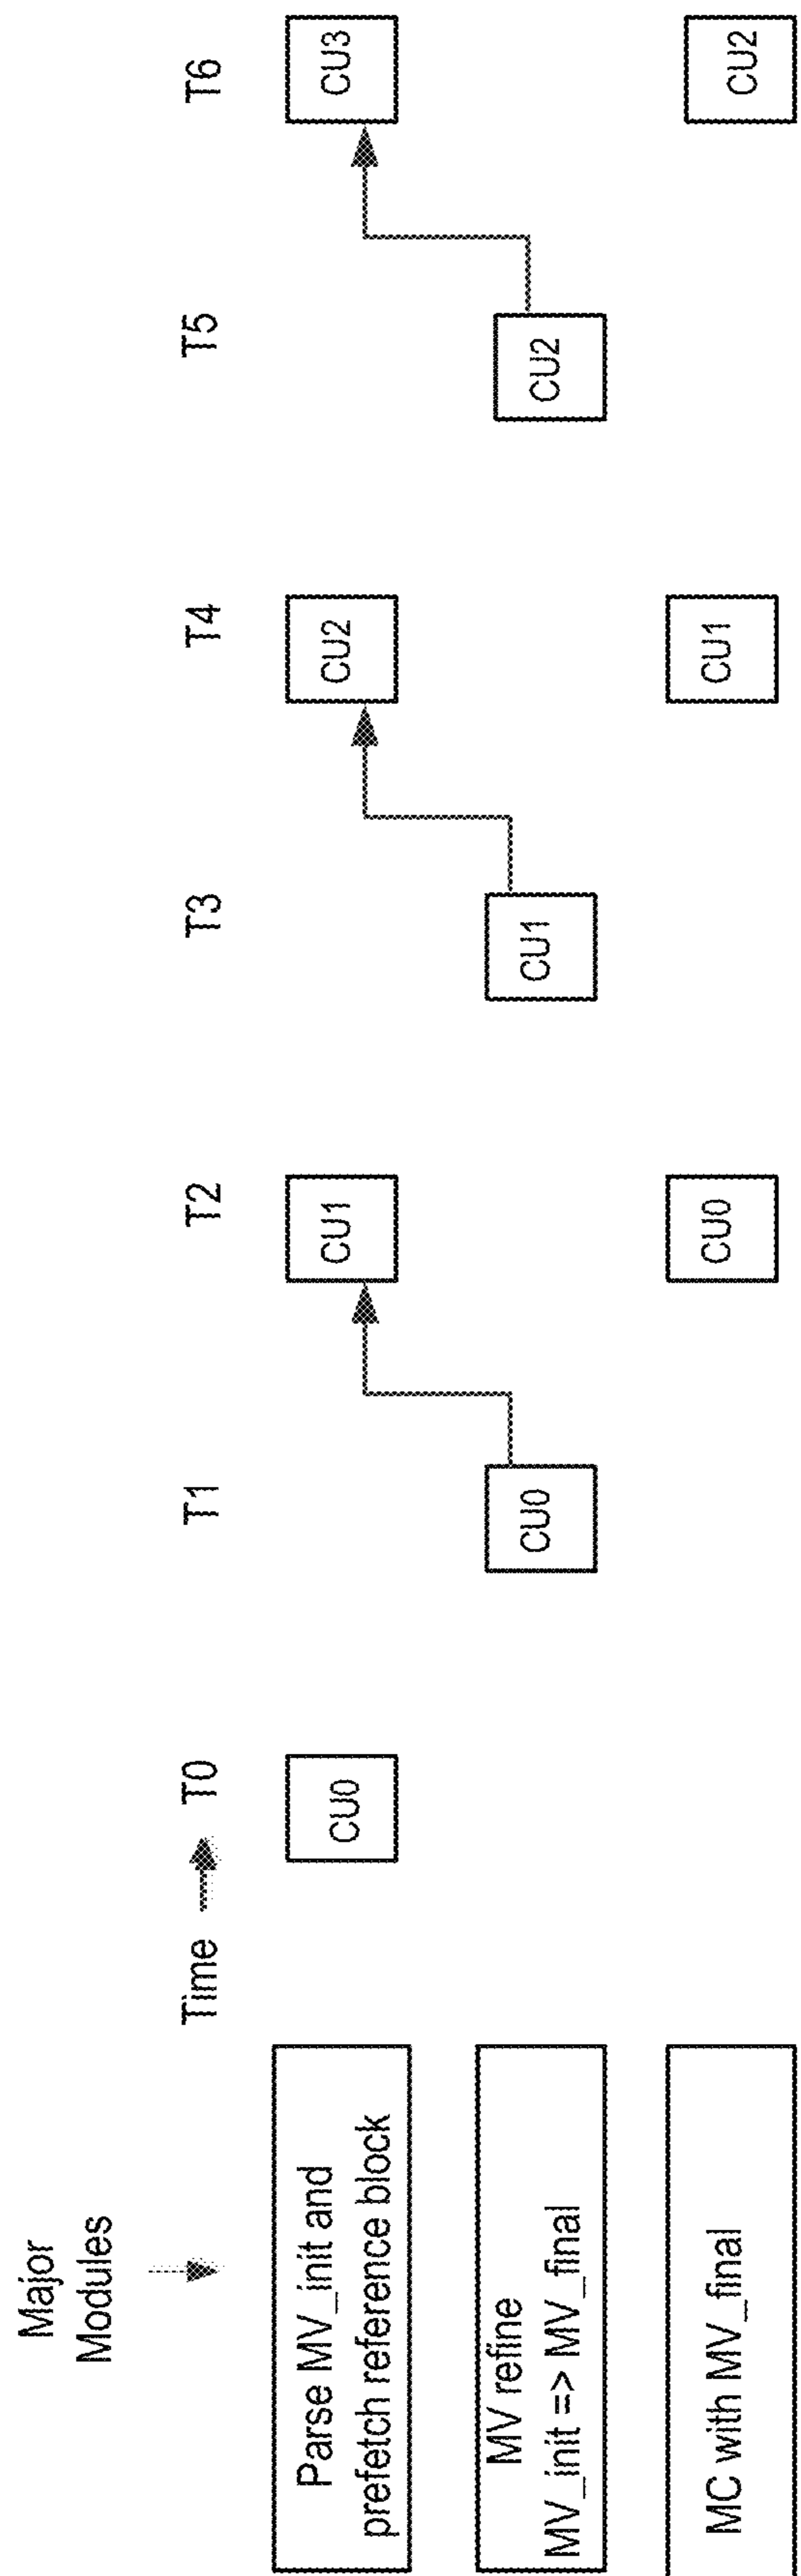 Major
Modules
Time
T0
T1
T2
T3
T4
T5
T6
Parse MV_init and
prefetch reference block
CU0
CU1
CU2
CU3
MV refine
MV_init => MV_final
CU0
CU1
CU2
MC with MV_final
CU0
CU1
CU2